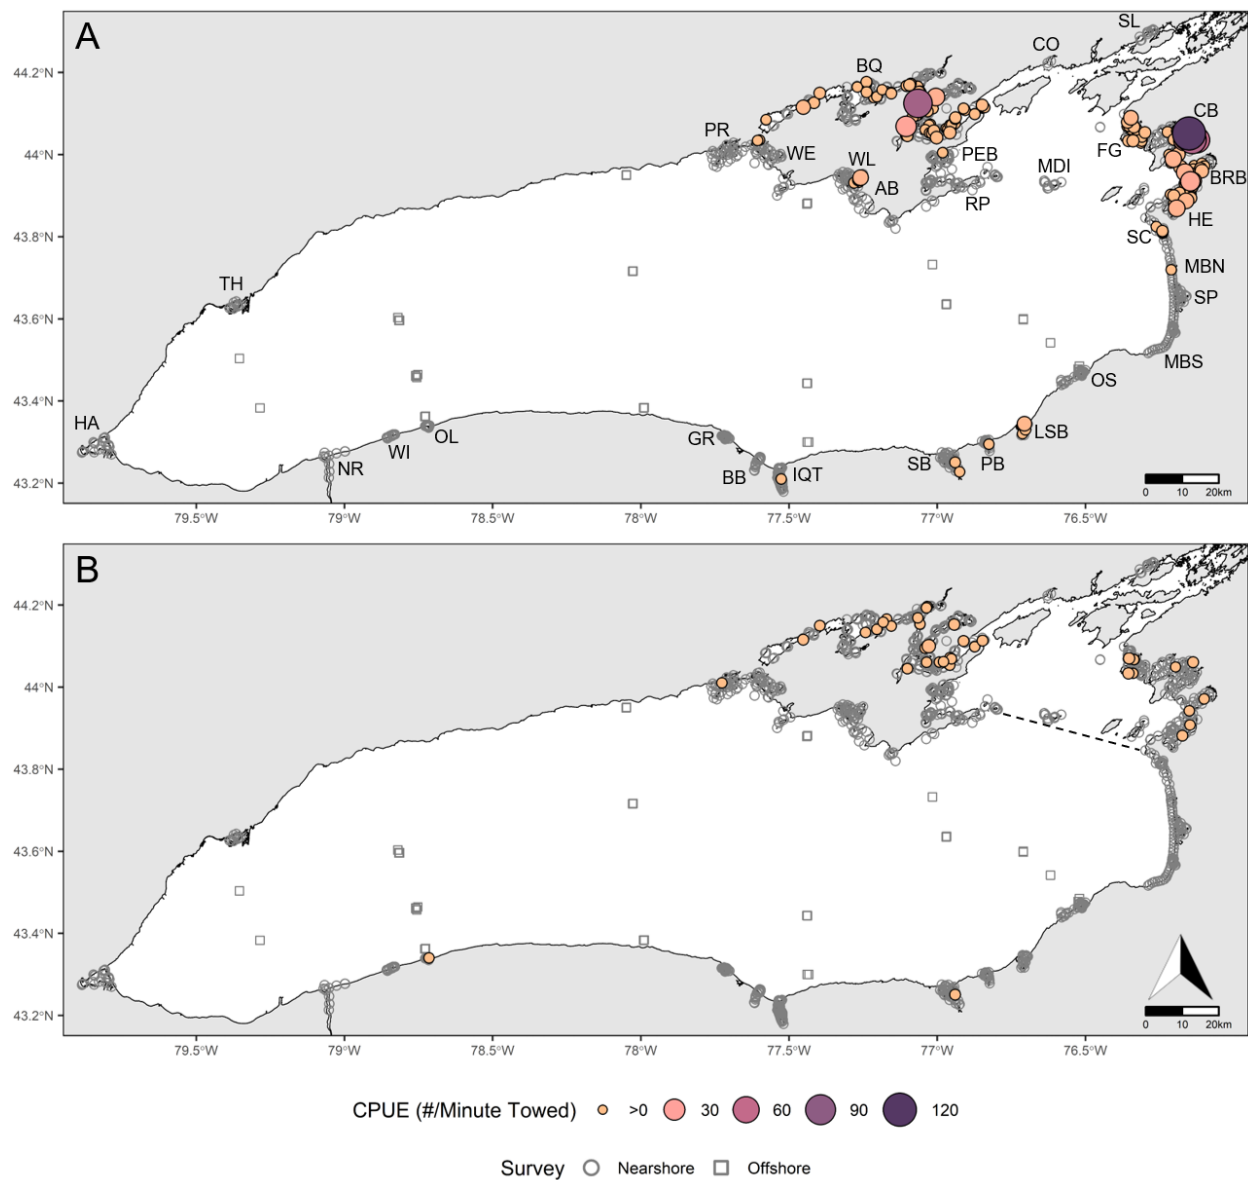 A
SL
CO
44.2°N
BQ
CB
PR
44°N
WE
WL
PEB
FG
MDI
BRB
AB
RP
HE
43.8°N
SC
MBN
TH
SP
43.6°N
MBS
OS
43.4°N
HA
OL
LSB
GR
WI
SB
PB
NR
BB
IQT
43.2°N
0 10 20km
79.5°W 79°W 78.5°W 78°W 77.5°W 77°W 76.5°W
B
44.2°N
44°N
43.8°N
43.6°N
43.4°N
43.2°N
0 10 20km
79.5°W 79°W 78.5°W 78°W 77.5°W 77°W 76.5°W
CPUE (#/Minute Towed) >0 30 60 90 120
Survey Nearshore Offshore